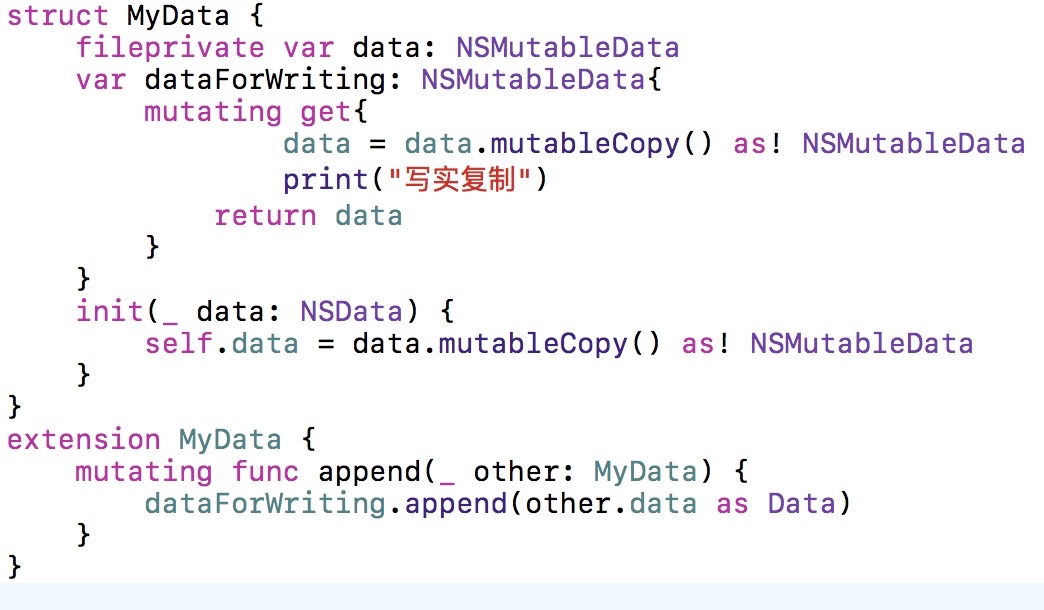 struct MyData {
    fileprivate var data: NSMutableData
    var dataForWriting: NSMutableData{
        mutating get{
                data = data.mutableCopy() as! NSMutableData
                print("写实复制")
            return data
        }
    }
    init(_ data: NSData) {
        self.data = data.mutableCopy() as! NSMutableData
    }
}
extension MyData {
    mutating func append(_ other: MyData) {
        dataForWriting.append(other.data as Data)
    }
}